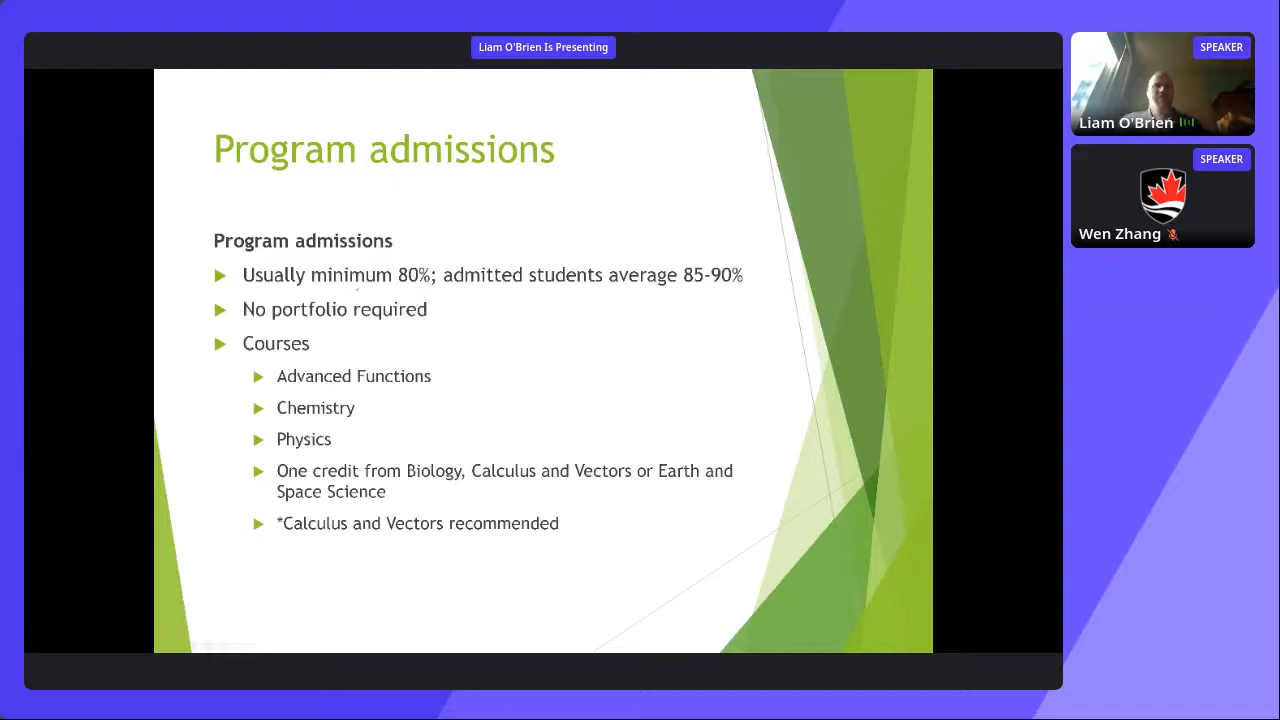 Liam O'Brien Is Presenting
SPEAKER
Liam O'Brien
SPEAKER
Wen Zhang
Program admissions
Program admissions
Usually minimum 80%; admitted students average 85-90%
No portfolio required
Courses
Advanced Functions
Chemistry
Physics
One credit from Biology, Calculus and Vectors or Earth and
Space Science
*Calculus and Vectors recommended